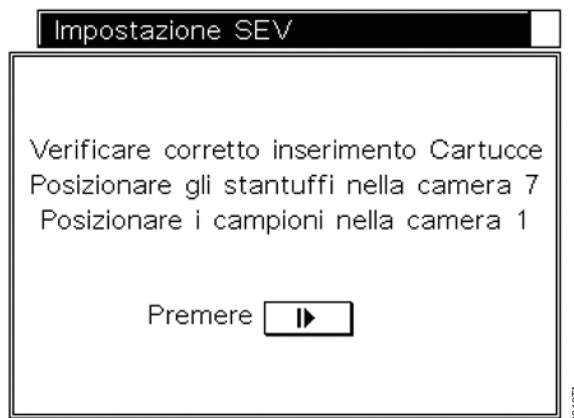 Impostazione SEV
Verificare corretto inserimento Cartucce
Posizionare gli stantuffi nella camera 7
Posizionare i campioni nella camera 1
Premere